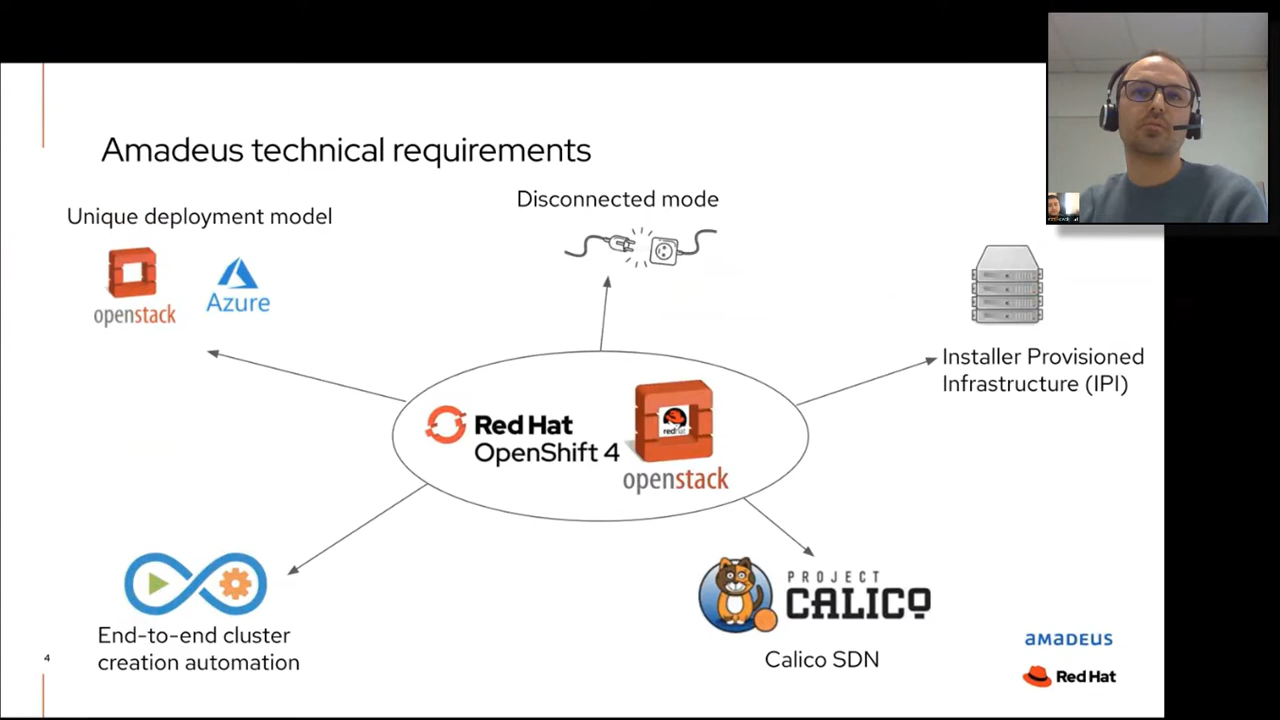 Amadeus technical requirements
Unique deployment model
openstack
Azure
Disconnected mode
Installer Provisioned
Infrastructure (IPI)
Red Hat
OpenShift 4
redhat
openstack
End-to-end cluster
creation automation
PROJECT
CALICO
Calico SDN
4
amadeus
Red Hat